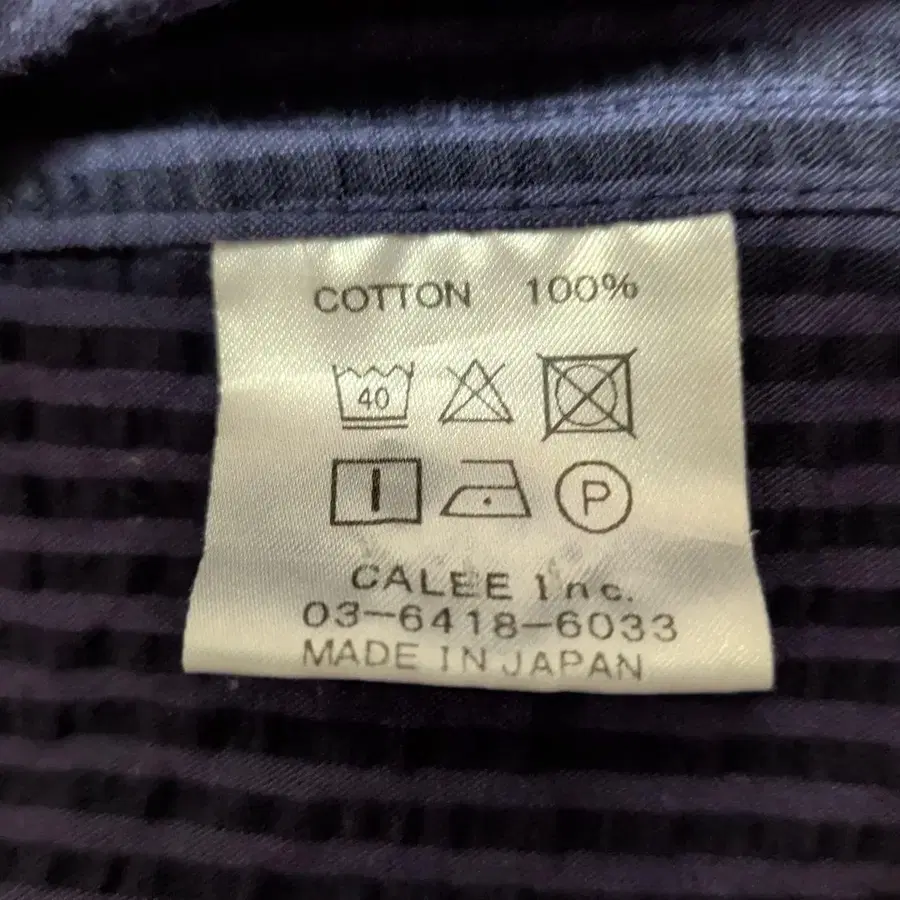 COTTON 100%
40
P
CALEE Inc.
03-6418-6033
MADE IN JAPAN